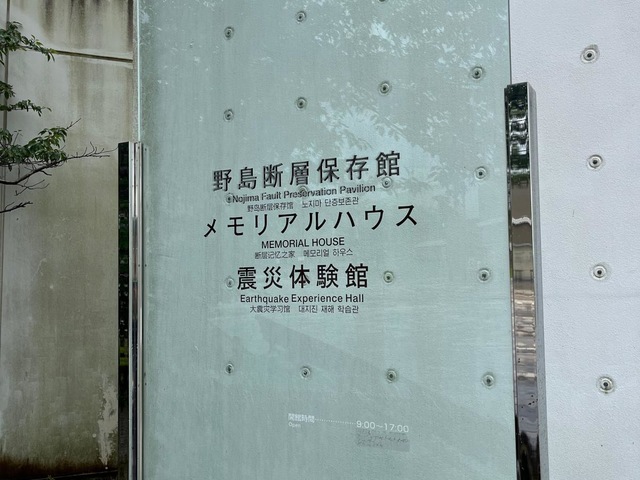 野島断層保存館
Nojima Fault Preservation Pavilion
野島断层保存馆 노지마 단층보존관
メモリアルハウス
MEMORIAL HOUSE
断层记忆之家 메모리얼 하우스
震災体験館
Earthquake Experience Hall
大震灾学习馆 대지진 재해 학습관
開館時間 9:00~17:00
Open